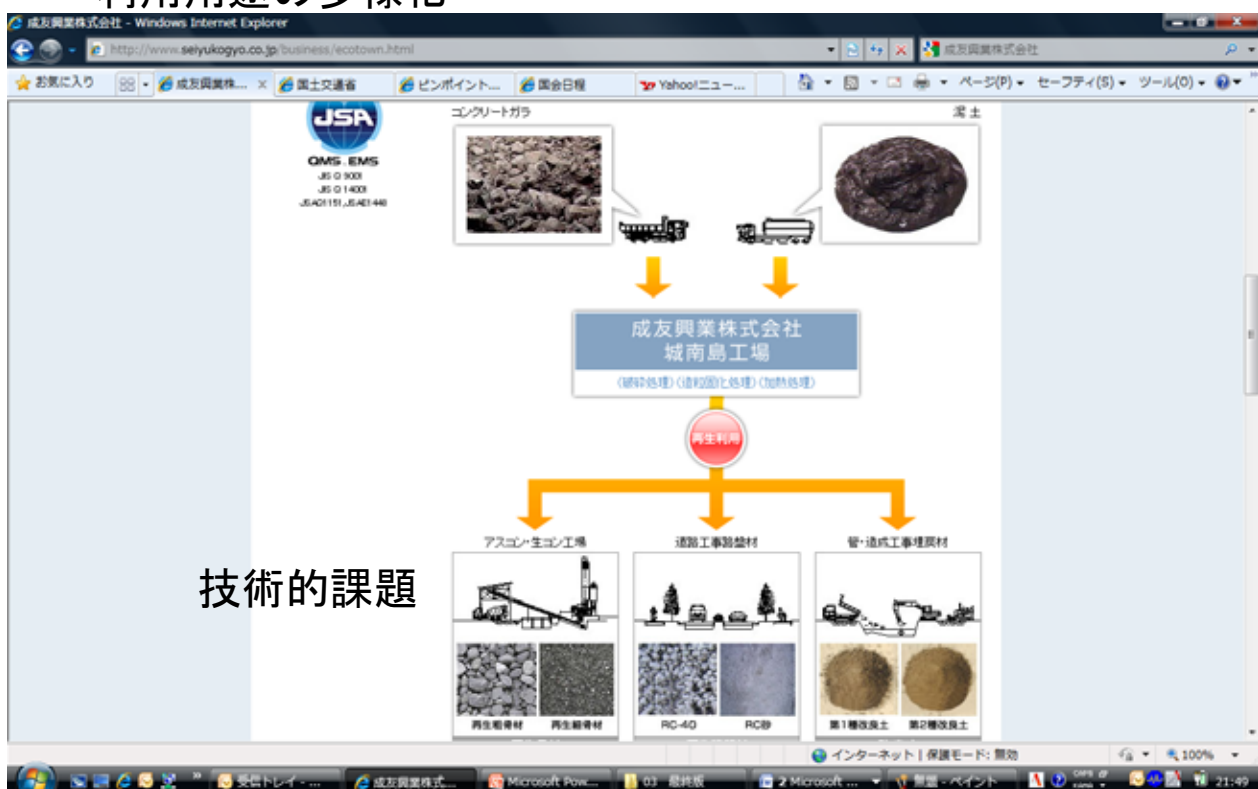 利用用途の多様化
成友興業株式会社 - Windows Internet Explorer
http://www.seiyukogyo.co.jp/business/ecotown.html
成友興業株式会社
お気に入り
成友興業株...
国土交通省
ピンポイント...
国会日程
Yahoo!ニュー...
ページ(P)
セーフティ(S)
ツール(O)
JSA
QMS.EMS
JIS Q 9001
JIS Q 14001
コンクリートガラ
泥土
成友興業株式会社
城南島工場
(破砕処理)(造粒固化処理)(加熱処理)
再生利用
アスコン・生コン工場
道路工事路盤材
管・造成工事埋戻材
技術的課題
再生粗骨材
再生細骨材
RC-40
RC砂
第1種改良土
第2種改良土
インターネット | 保護モード: 無効
100%
受信トレイ - ...
成友興業株式...
Microsoft Pow...
03 最終版
2 Microsoft ...
無題 - ペイント
CAPS
KANA
21:49